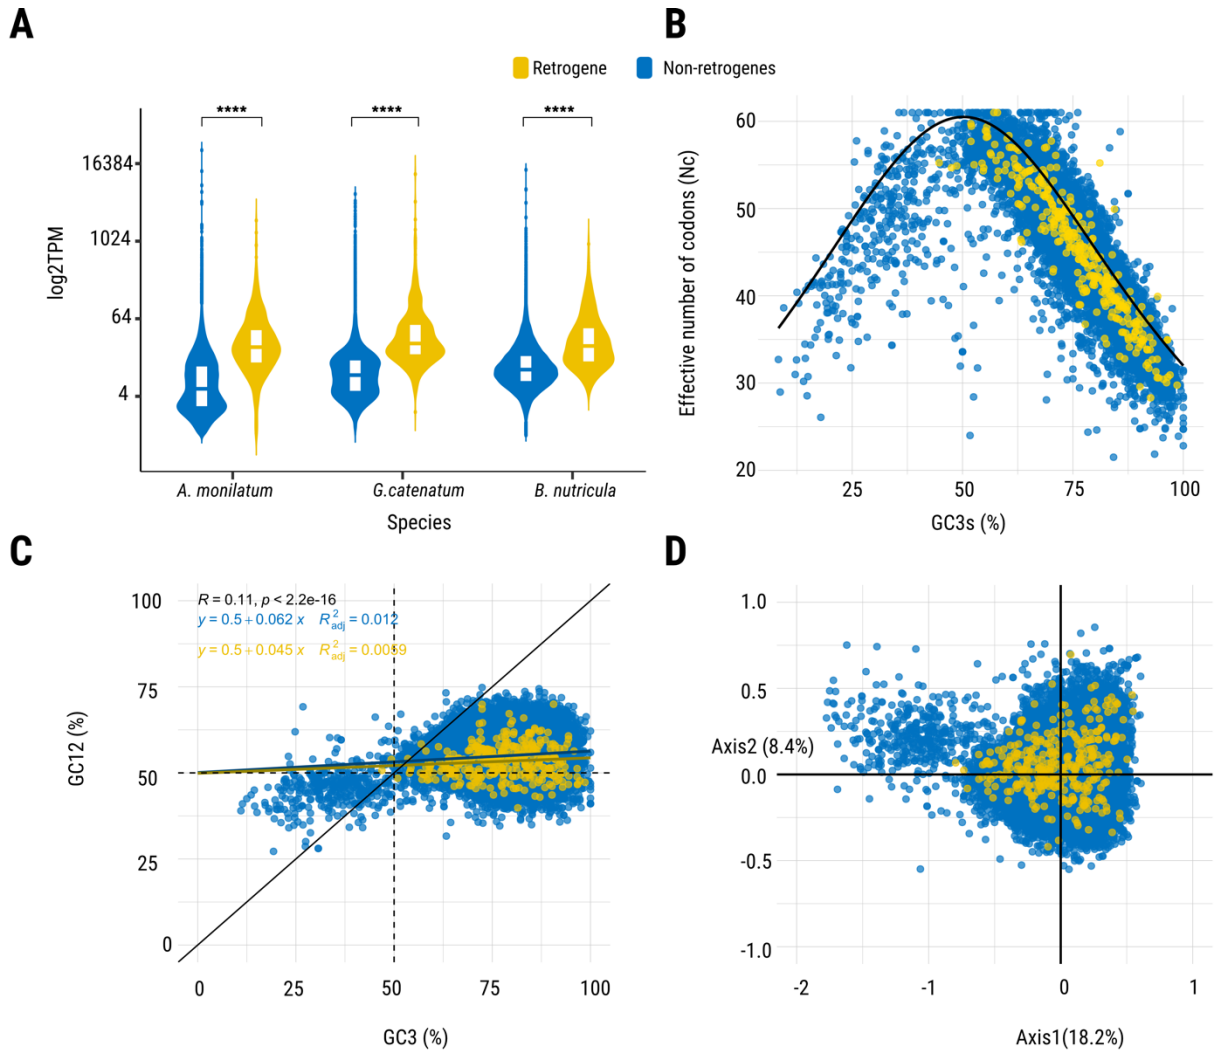 A
B
Retrogene Non-retrogenes
**** **** ****
16384
1024
64
4
log2TPM
A. monilatum G.catenatum B. nutricula
Species
60
50
40
30
20
Effective number of codons (Nc)
25 50 75 100
GC3s (%)
C
D
R = 0.11, p < 2.2e-16
y = 0.5 + 0.062 x R²adj = 0.012
y = 0.5 + 0.045 x R²adj = 0.0059
100
75
50
25
0
GC12 (%)
0 25 50 75 100
GC3 (%)
1.0
0.5
Axis2 (8.4%)
0.0
-0.5
-1.0
-2 -1 0 1
Axis1(18.2%)